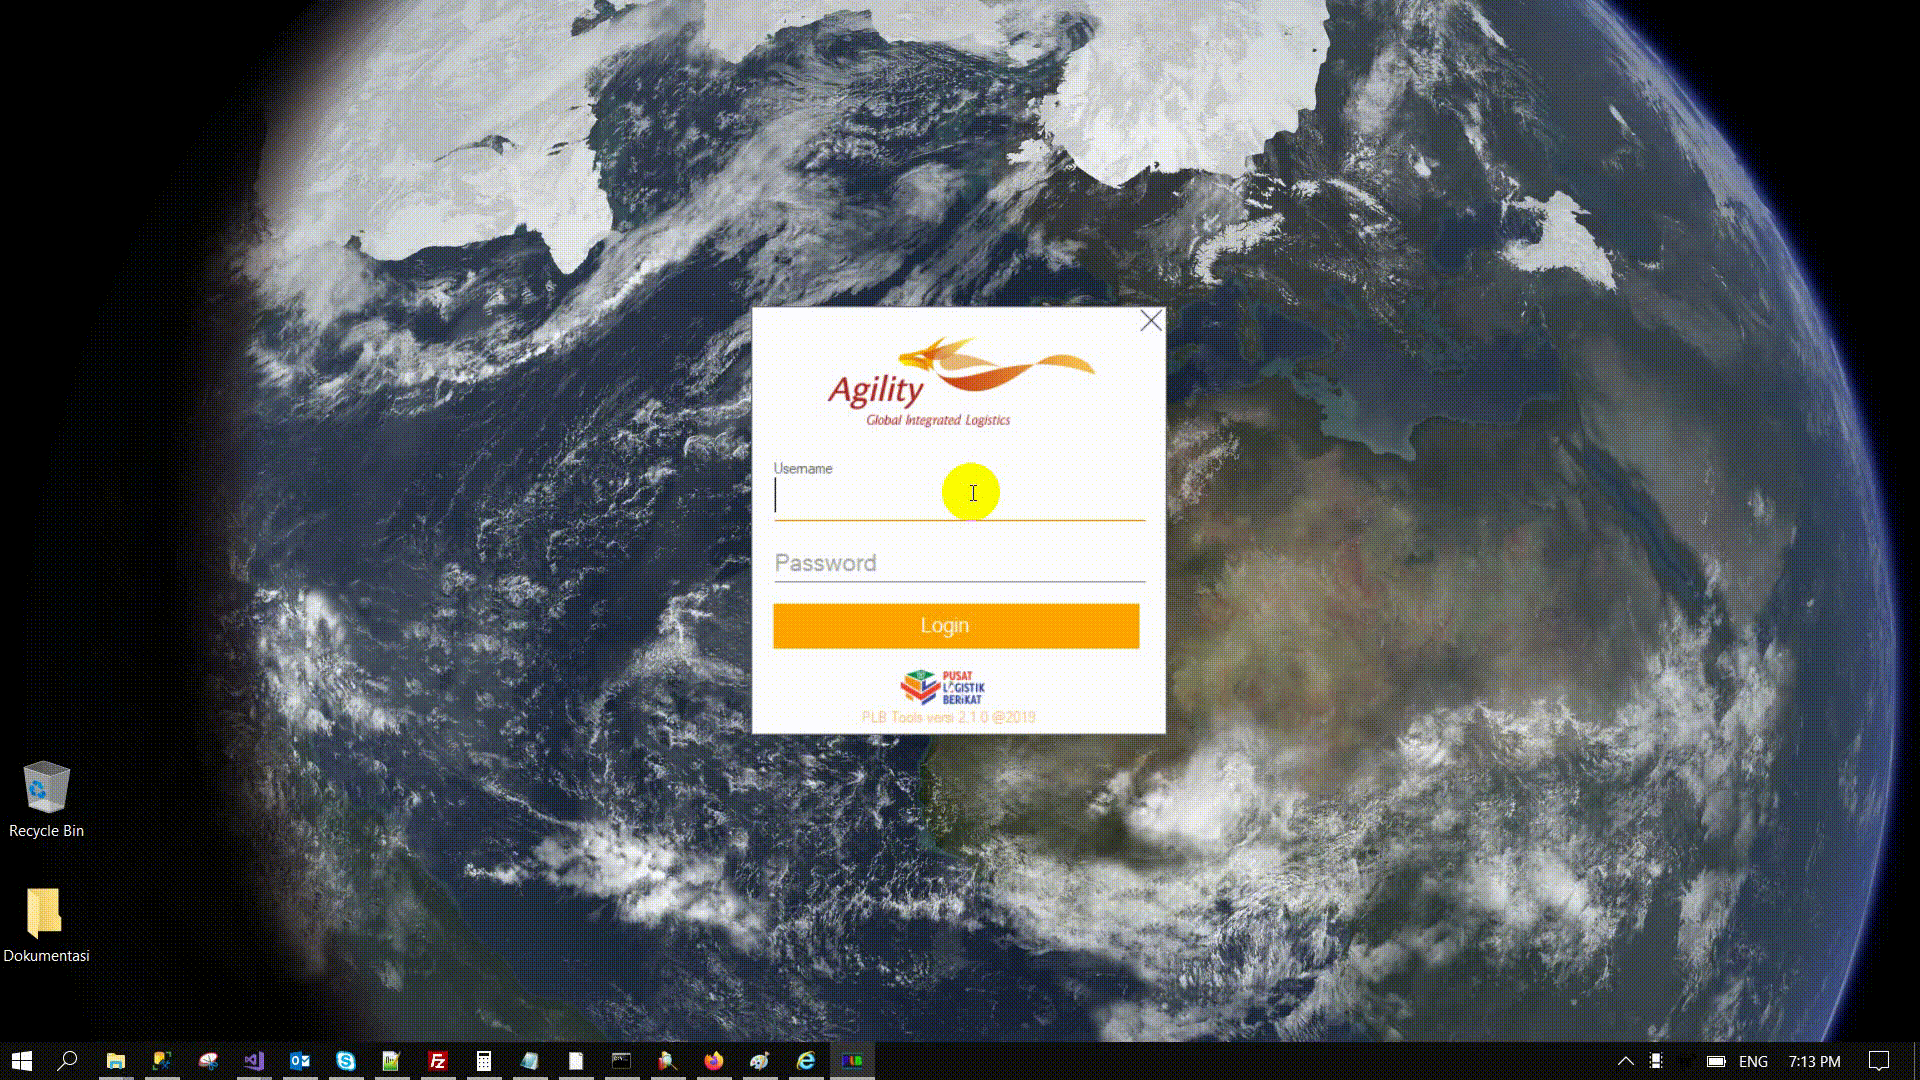 Agility
Global Integrated Logistics
Username
Password
Login
PUSAT
LOGISTIK
BERIKAT
PLB Tools versi 2.1.0 @2019
Recycle Bin
Dokumentasi
PLB
ENG
7:13 PM